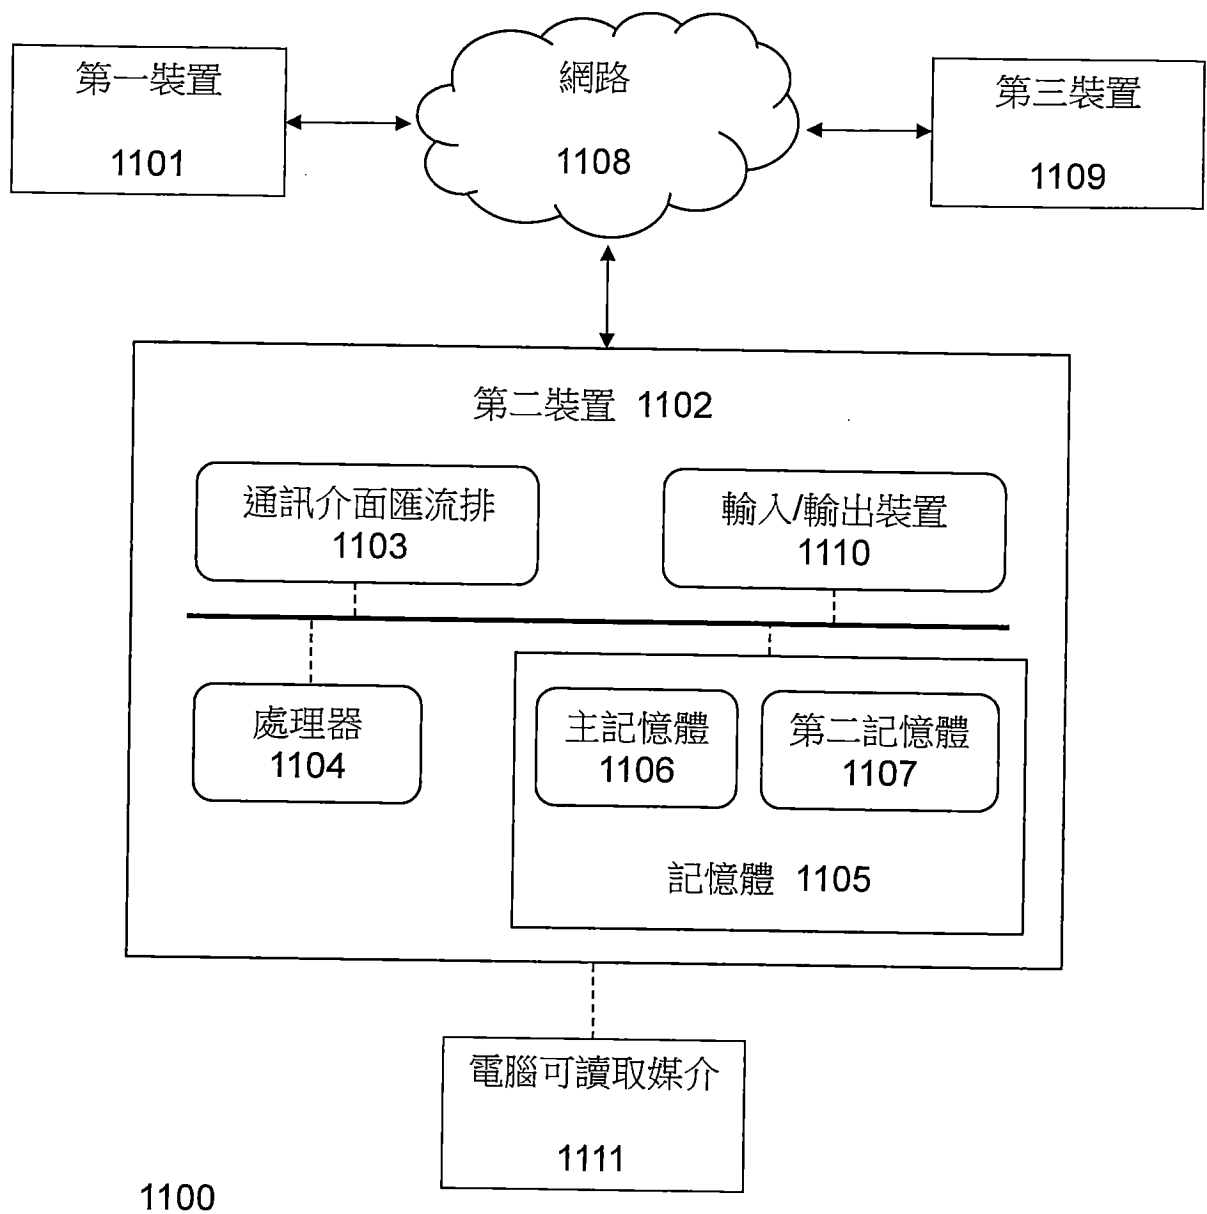 第一裝置
1101
網路
1108
第三裝置
1109
第二裝置 1102
通訊介面匯流排
1103
輸入/輸出裝置
1110
處理器
1104
主記憶體
1106
第二記憶體
1107
記憶體 1105
電腦可讀取媒介
1111
1100